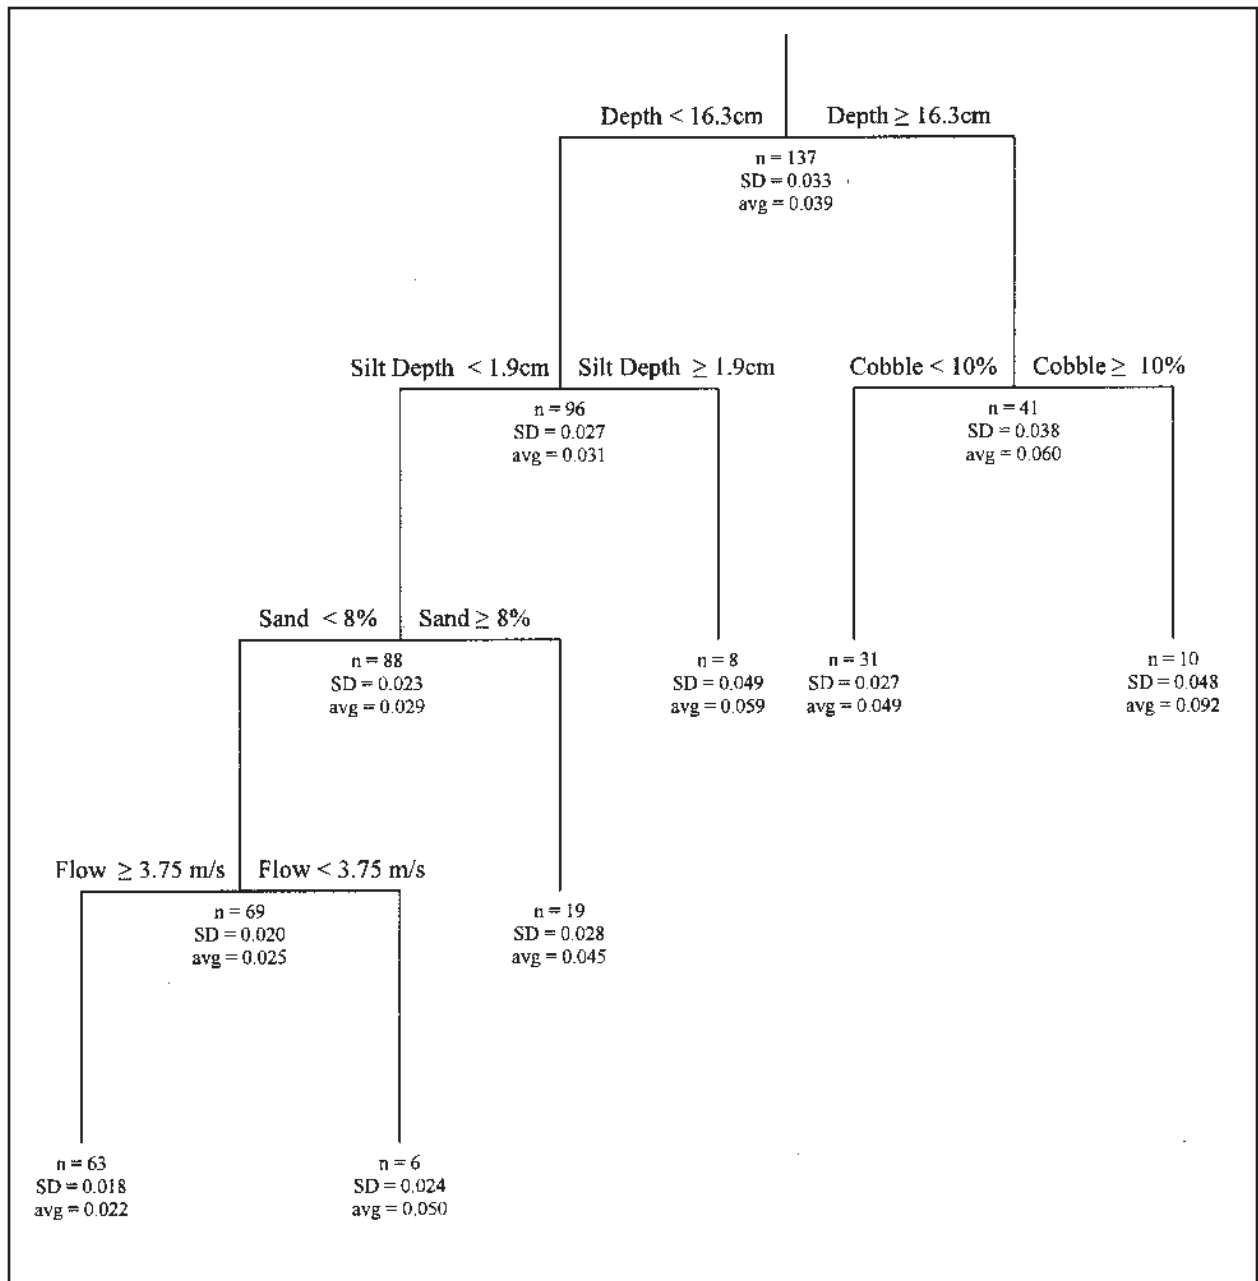 Depth < 16.3cm Depth ≥ 16.3cm
n = 137
SD = 0.033
avg = 0.039
Silt Depth < 1.9cm Silt Depth ≥ 1.9cm
n = 96
SD = 0.027
avg = 0.031
Cobble < 10% Cobble ≥ 10%
n = 41
SD = 0.038
avg = 0.060
Sand < 8% Sand ≥ 8%
n = 88
SD = 0.023
avg = 0.029
n = 8
SD = 0.049
avg = 0.059
n = 31
SD = 0.027
avg = 0.049
n = 10
SD = 0.048
avg = 0.092
Flow ≥ 3.75 m/s Flow < 3.75 m/s
n = 69
SD = 0.020
avg = 0.025
n = 19
SD = 0.028
avg = 0.045
n = 63
SD = 0.018
avg = 0.022
n = 6
SD = 0.024
avg = 0.050